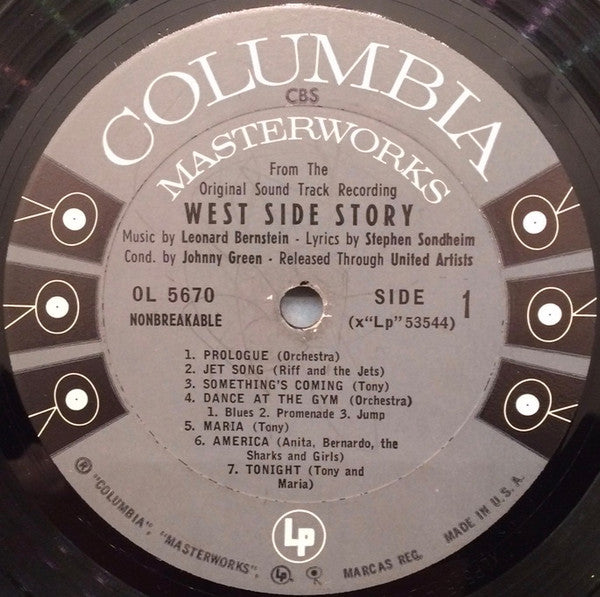 COLUMBIA
CBS
MASTERWORKS
From The
Original Sound Track Recording
WEST SIDE STORY
Music by Leonard Bernstein - Lyrics by Stephen Sondheim
Cond. by Johnny Green - Released Through United Artists
OL 5670
NONBREAKABLE
SIDE 1
(x"Lp"53544)
1. PROLOGUE (Orchestra)
2. JET SONG (Riff and the Jets)
3. SOMETHING'S COMING (Tony)
4. DANCE AT THE GYM (Orchestra)
1. Blues 2. Promenade 3. Jump
5. MARIA (Tony)
6. AMERICA (Anita, Bernardo, the
Sharks and Girls)
7. TONIGHT (Tony and
Maria)
Lp
® "COLUMBIA", "MASTERWORKS", Lp, MARCAS REG. MADE IN U.S.A.